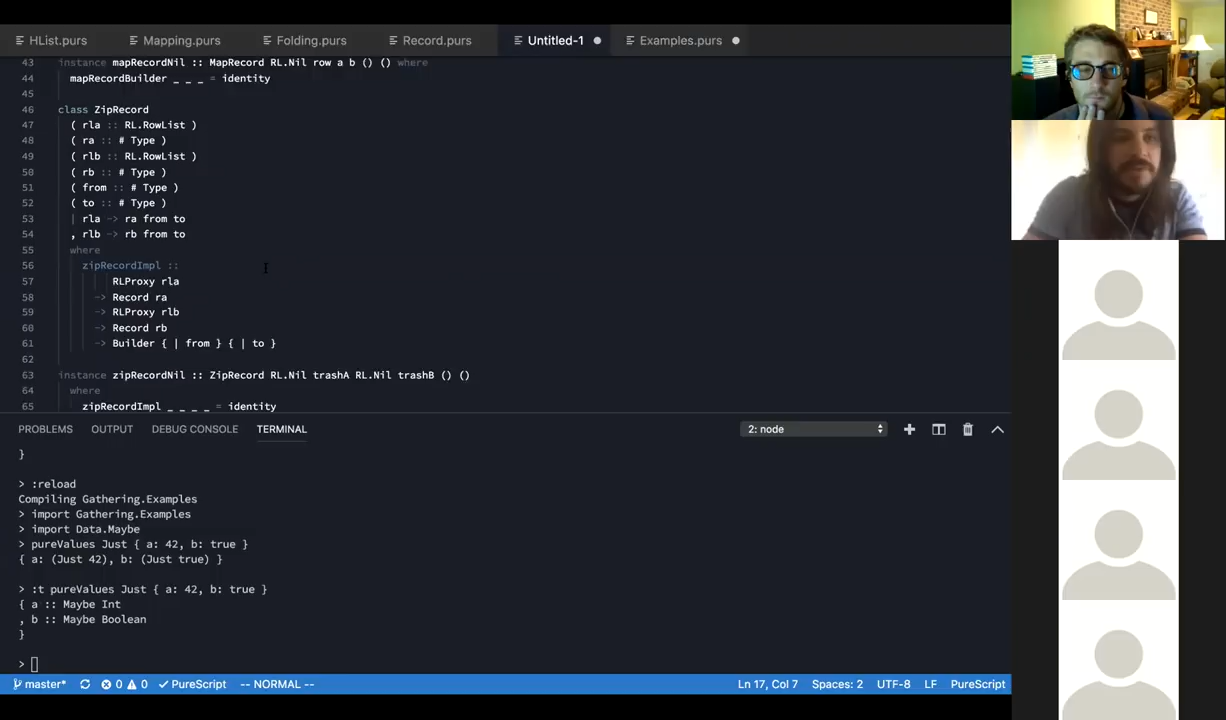 HList.purs Mapping.purs Folding.purs Record.purs Untitled-1 Examples.purs
43 instance mapRecordNil :: MapRecord RL.Nil row a b () () where
44 mapRecordBuilder _ _ _ = identity
45
46 class ZipRecord
47 ( rla :: RL.RowList )
48 ( ra :: # Type )
49 ( rlb :: RL.RowList )
50 ( rb :: # Type )
51 ( from :: # Type )
52 ( to :: # Type )
53 | rla -> ra from to
54 , rlb -> rb from to
55 where
56 zipRecordImpl ::
57 RLProxy rla
58 -> Record ra
59 -> RLProxy rlb
60 -> Record rb
61 -> Builder { | from } { | to }
62
63 instance zipRecordNil :: ZipRecord RL.Nil trashA RL.Nil trashB () ()
64 where
65 zipRecordImpl _ _ _ _ = identity
PROBLEMS OUTPUT DEBUG CONSOLE TERMINAL 2: node
}
> :reload
Compiling Gathering.Examples
> import Gathering.Examples
> import Data.Maybe
> pureValues Just { a: 42, b: true }
{ a: (Just 42), b: (Just true) }
> :t pureValues Just { a: 42, b: true }
{ a :: Maybe Int
, b :: Maybe Boolean
}
>
master* 0 0 PureScript -- NORMAL -- Ln 17, Col 7 Spaces: 2 UTF-8 LF PureScript